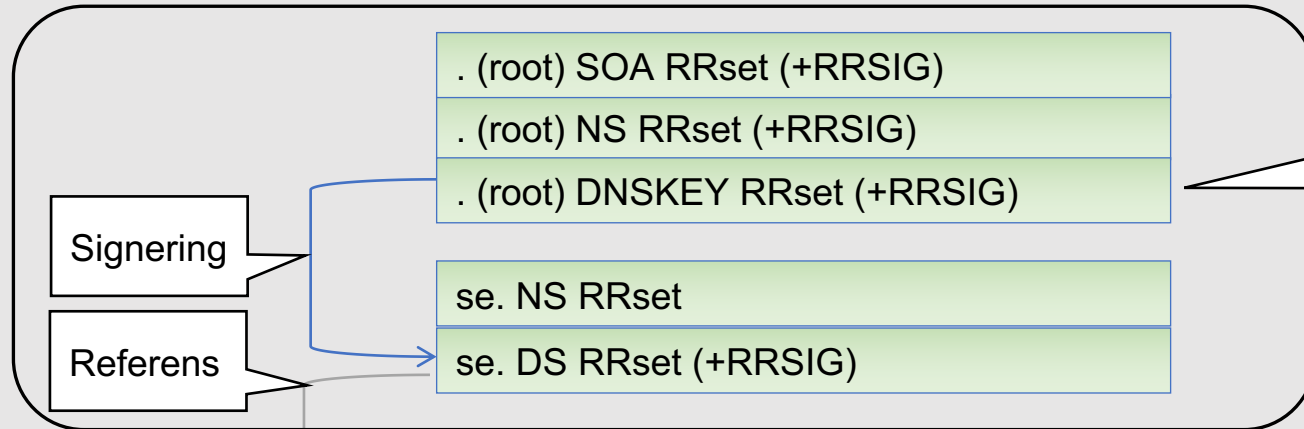 . (root) SOA RRset (+RRSIG)
. (root) NS RRset (+RRSIG)
. (root) DNSKEY RRset (+RRSIG)
Signering
se. NS RRset
Referens
se. DS RRset (+RRSIG)